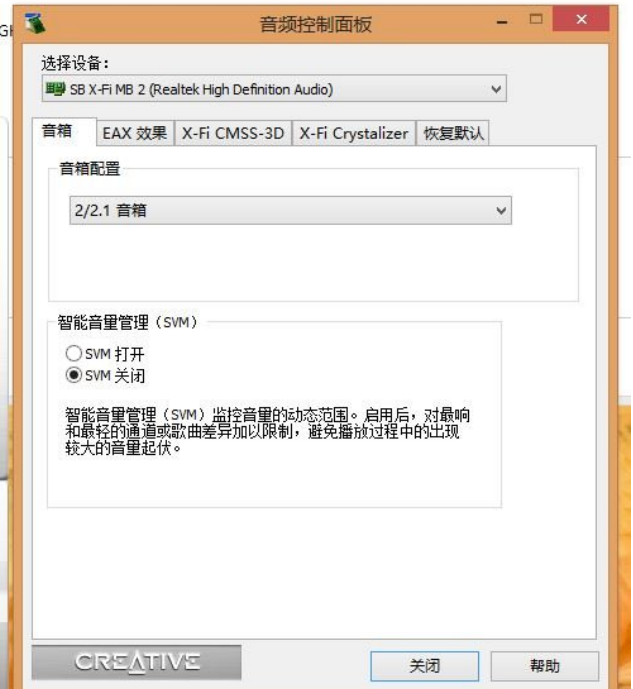 音频控制面板
选择设备：
SB X-Fi MB 2 (Realtek High Definition Audio)
音箱
EAX 效果
X-Fi CMSS-3D
X-Fi Crystalizer
恢复默认
音箱配置
2/2.1 音箱
智能音量管理（SVM）
SVM 打开
SVM 关闭
智能音量管理（SVM）监控音量的动态范围。启用后，对最响
和最轻的通道或歌曲差异加以限制，避免播放过程中的出现
较大的音量起伏。
CREATIVE
关闭
帮助